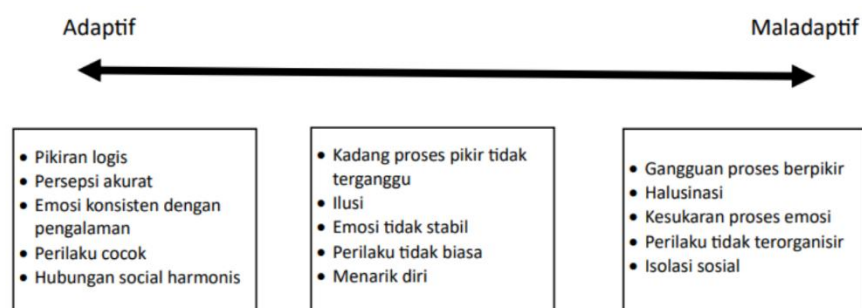 Adaptif
Maladaptif
• Pikiran logis
• Persepsi akurat
• Emosi konsisten dengan
pengalaman
• Perilaku cocok
• Hubungan social harmonis
• Kadang proses pikir tidak
terganggu
• Ilusi
• Emosi tidak stabil
• Perilaku tidak biasa
• Menarik diri
• Gangguan proses berpikir
• Halusinasi
• Kesukaran proses emosi
• Perilaku tidak terorganisir
• Isolasi sosial